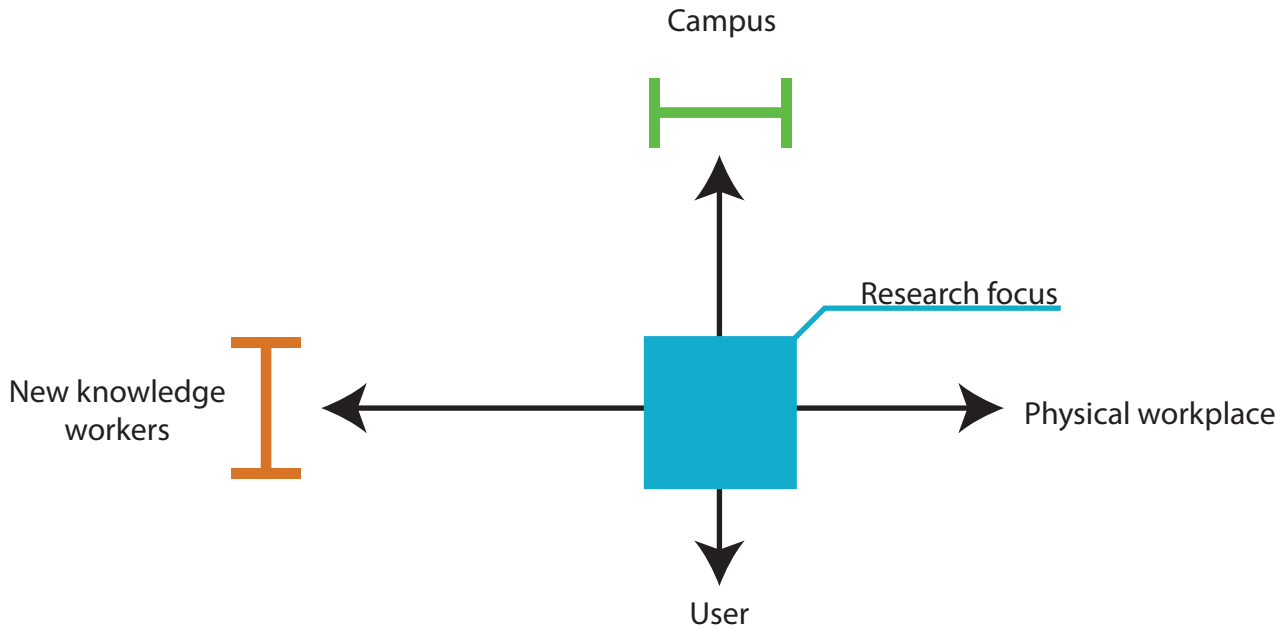 Campus
Research focus
New knowledge
workers
Physical workplace
User